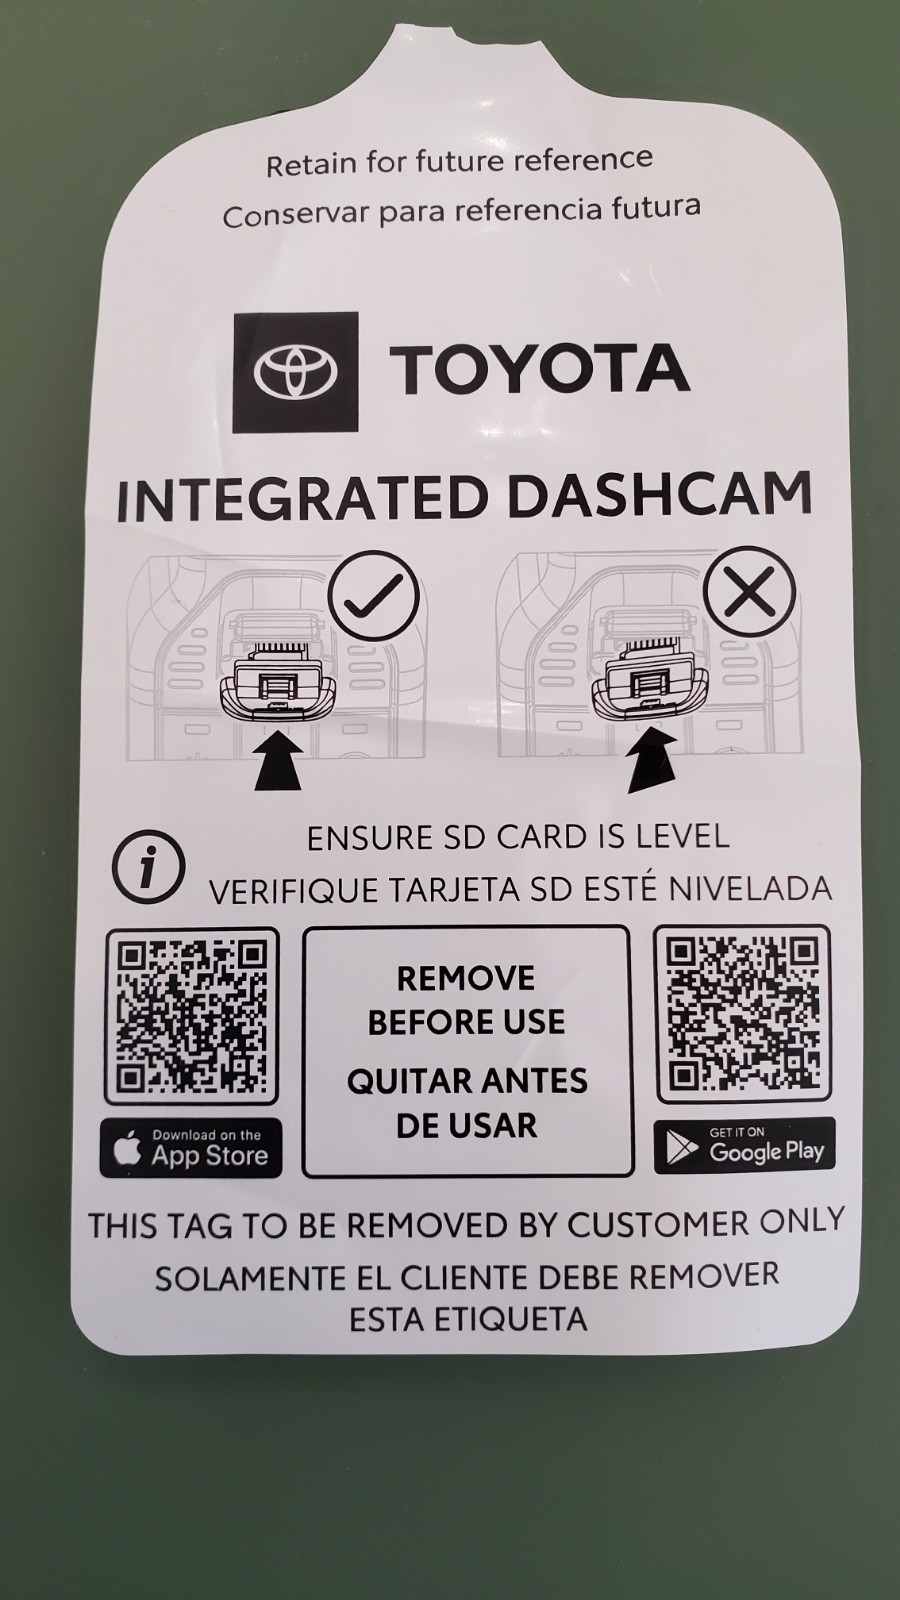 Retain for future reference
Conservar para referencia futura
TOYOTA
INTEGRATED DASHCAM
i
ENSURE SD CARD IS LEVEL
VERIFIQUE TARJETA SD ESTÉ NIVELADA
REMOVE
BEFORE USE
QUITAR ANTES
DE USAR
Download on the
App Store
GET IT ON
Google Play
THIS TAG TO BE REMOVED BY CUSTOMER ONLY
SOLAMENTE EL CLIENTE DEBE REMOVER
ESTA ETIQUETA